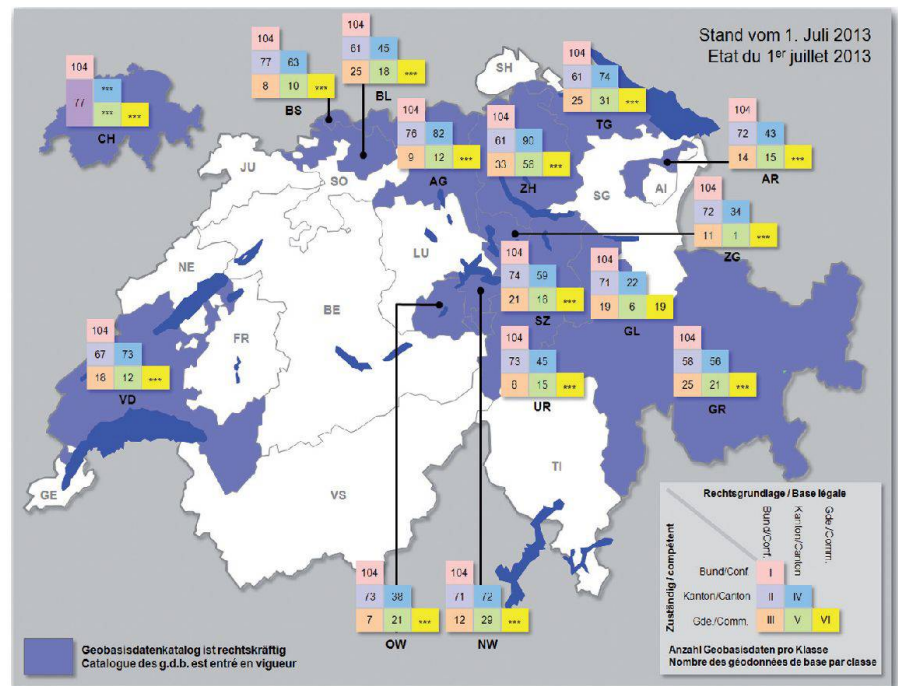 Stand vom 1. Juli 2013
Etat du 1er juillet 2013
104
77
***
***
***
CH
104
77 63
8 10 ***
BS
104
61 45
25 18 ***
BL
104
76 82
9 12 ***
AG
104
61 90
33 56 ***
ZH
104
61 74
25 31 ***
TG
104
72 43
14 15 ***
AR
104
72 34
11 1 ***
ZG
104
74 59
21 16 ***
SZ
104
71 22
19 6 19
GL
104
67 73
18 12 ***
VD
104
73 45
6 15 ***
UR
104
58 56
25 21 ***
GR
104
73 38
7 21 ***
OW
104
71 72
12 29 ***
NW
SH
JU
SO
SG
AI
LU
NE
BE
FR
GE
VS
TI
Rechtsgrundlage / Base légale
Bund/Conf.
Kanton/Canton
Gde./Comm.
Zuständig / compétent
Bund/Conf. I
Kanton/Canton II IV
Gde./Comm. III V VI
Anzahl Geobasisdaten pro Klasse
Nombre des géodonnées de base par classe
Geobasisdatenkatalog ist rechtskräftig
Catalogue des g.d.b. est entré en vigueur